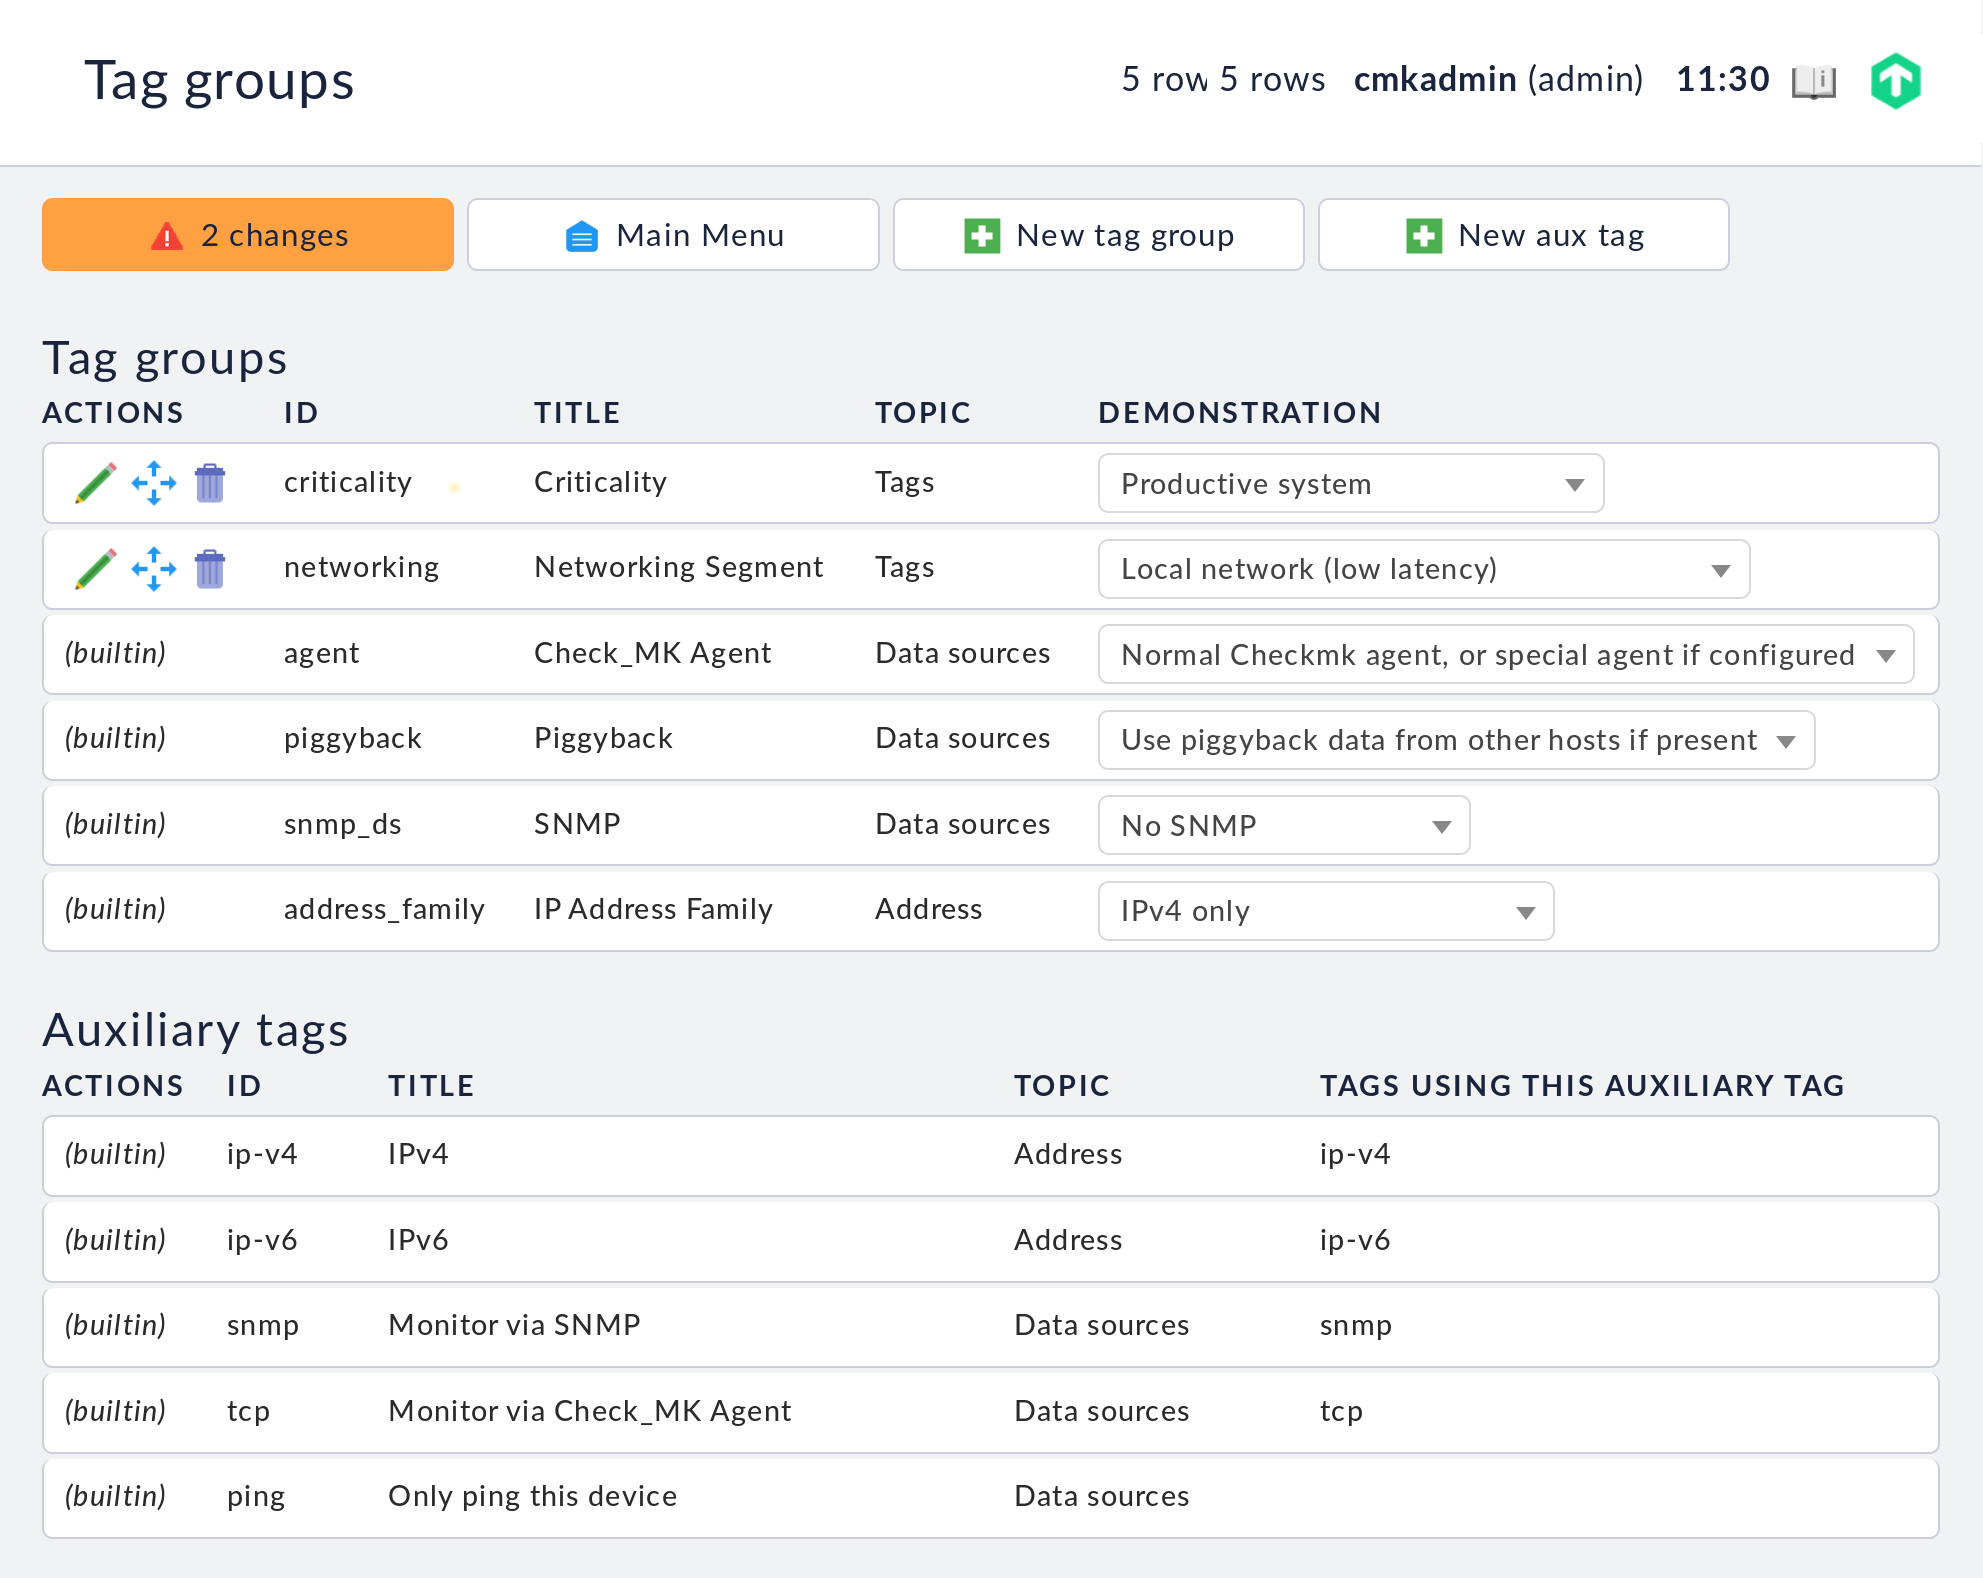 Tag groups 5 row 5 rows cmkadmin (admin) 11:30
2 changes Main Menu New tag group New aux tag
Tag groups
ACTIONS ID TITLE TOPIC DEMONSTRATION
criticality Criticality Tags Productive system
networking Networking Segment Tags Local network (low latency)
(builtin) agent Check_MK Agent Data sources Normal Checkmk agent, or special agent if configured
(builtin) piggyback Piggyback Data sources Use piggyback data from other hosts if present
(builtin) snmp_ds SNMP Data sources No SNMP
(builtin) address_family IP Address Family Address IPv4 only
Auxiliary tags
ACTIONS ID TITLE TOPIC TAGS USING THIS AUXILIARY TAG
(builtin) ip-v4 IPv4 Address ip-v4
(builtin) ip-v6 IPv6 Address ip-v6
(builtin) snmp Monitor via SNMP Data sources snmp
(builtin) tcp Monitor via Check_MK Agent Data sources tcp
(builtin) ping Only ping this device Data sources